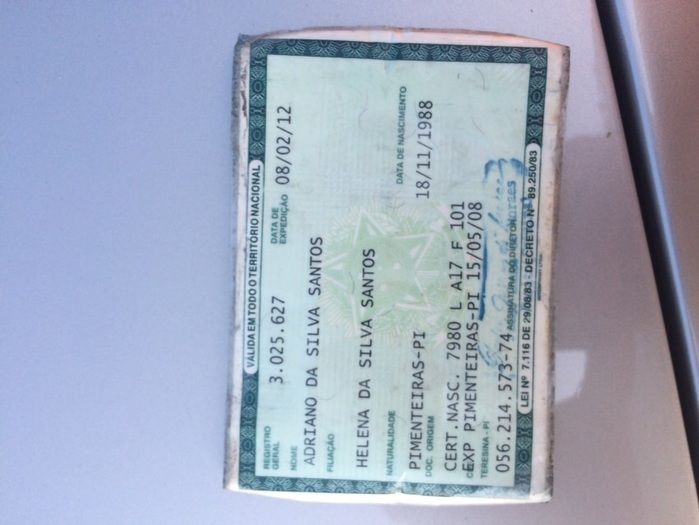 VÁLIDA EM TODO O TERRITÓRIO NACIONAL
REGISTRO GERAL 3.025.627 DATA DE EXPEDIÇÃO 08/02/12
NOME
ADRIANO DA SILVA SANTOS
FILIAÇÃO
HELENA DA SILVA SANTOS
NATURALIDADE DATA DE NASCIMENTO
PIMENTEIRAS-PI 18/11/1988
DOC. ORIGEM
CERT.NASC. 7980 L A17 F 101
EXP PIMENTEIRAS-PI 15/05/08
TERESINA - PI
056.214.573-74 ASSINATURA DO DIRETOR
LEI Nº 7.116 DE 29/08/83 - DECRETO Nº 89.250/83